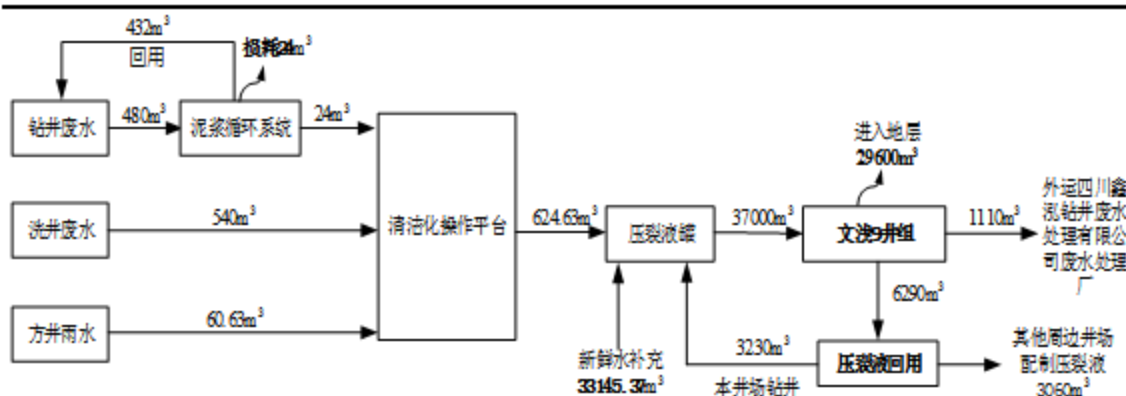 432m³
回用
损耗24m³
钻井废水
480m³
泥浆循环系统
24m³
进入地层
29600m³
洗井废水
540m³
清洁化操作平台
624.63m³
压裂液罐
37000m³
文浅9井组
1110m³
外运四川鑫
泓钻井废水
处理有限公
司废水处理
厂
6290m³
方井雨水
60.63m³
新鲜水补充
33145.37m³
3230m³
本井场钻井
压裂液回用
其他周边井场
配制压裂液
3060m³